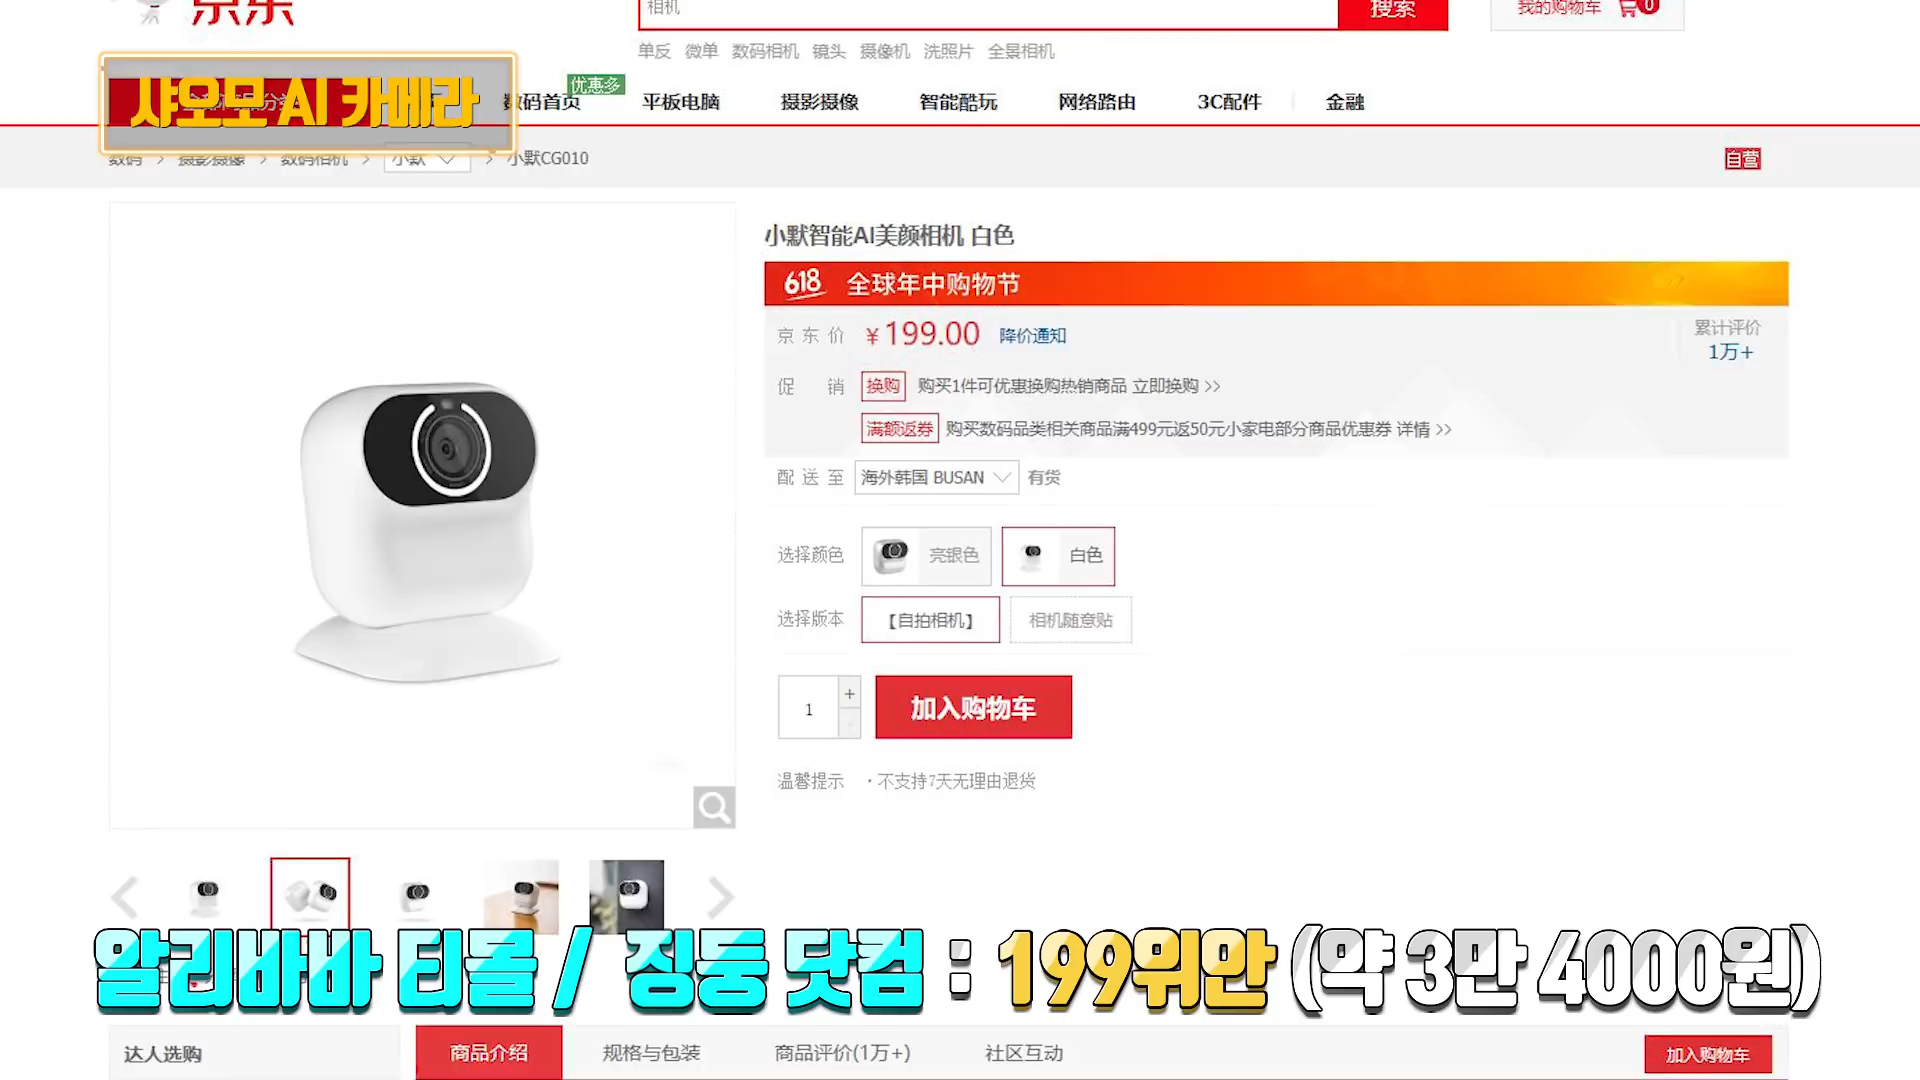 京东
相机
搜索
我的购物车
0
单反 微单 数码相机 镜头 摄像机 洗照片 全景相机
샤오모 AI 카메라
数码首页
优惠多
平板电脑 摄影摄像 智能酷玩 网络路由 3C配件 金融
数码 > 摄影摄像 > 数码相机 > 小默 > 小默CG010
自营
小默智能AI美颜相机 白色
618 全球年中购物节
京东价 ¥199.00 降价通知
累计评价
1万+
促销 换购 购买1件可优惠换购热销商品 立即换购 >>
满额返券 购买数码品类相关商品满499元返50元小家电部分商品优惠券 详情 >>
配送至 海外韩国 BUSAN 有货
选择颜色 亮银色 白色
选择版本 【自拍相机】 相机随意贴
1 +
-
加入购物车
温馨提示 ·不支持7天无理由退货
알리바바 티몰 / 징둥 닷컴 : 199위안 (약 3만 4000원)
达人选购 商品介绍 规格与包装 商品评价(1万+) 社区互动 加入购物车